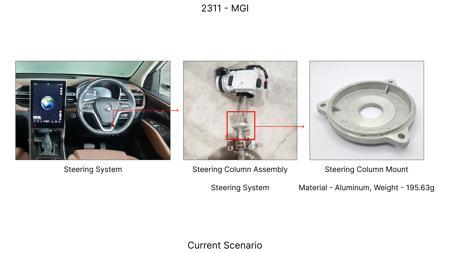 2311 - MGI
Steering System
Steering Column Assembly
Steering Column Mount
Steering System
Material - Aluminum, Weight - 195.63g
Current Scenario